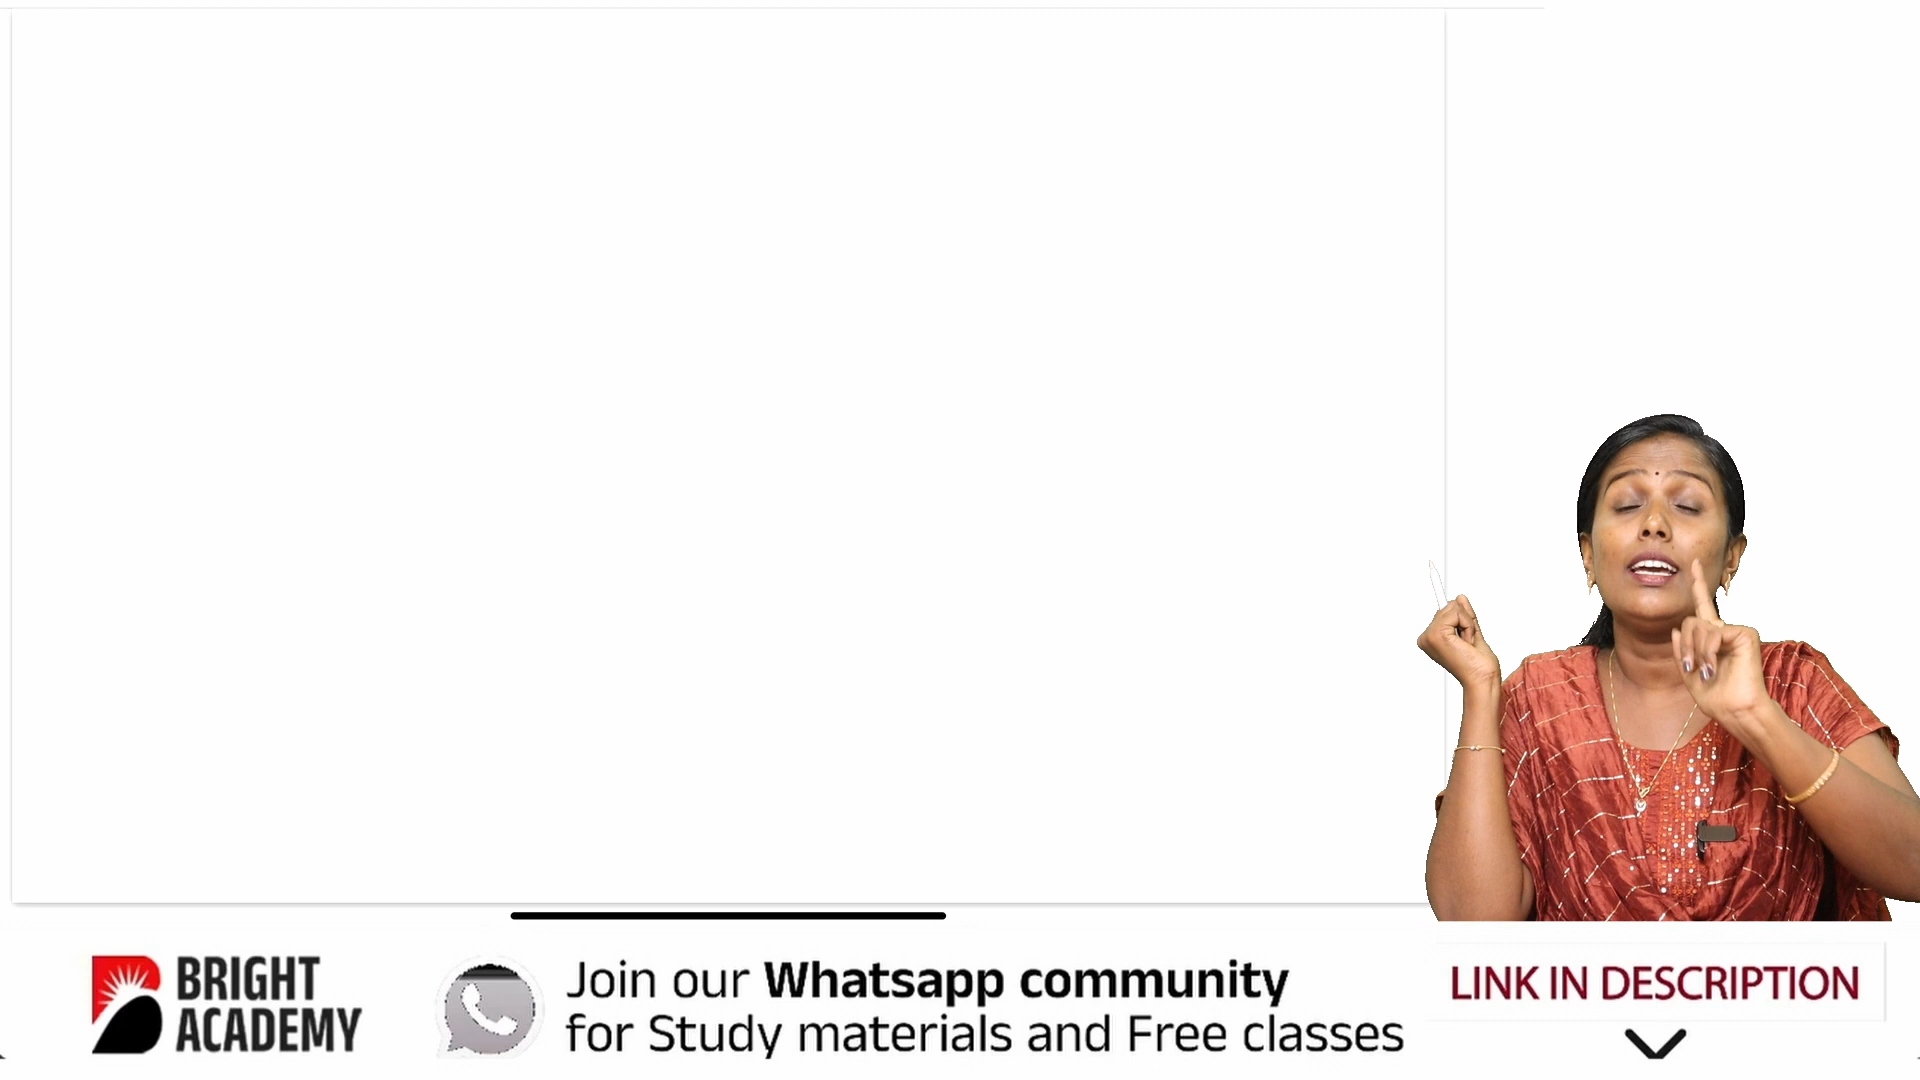 BRIGHT
ACADEMY
Join our Whatsapp community
for Study materials and Free classes
LINK IN DESCRIPTION